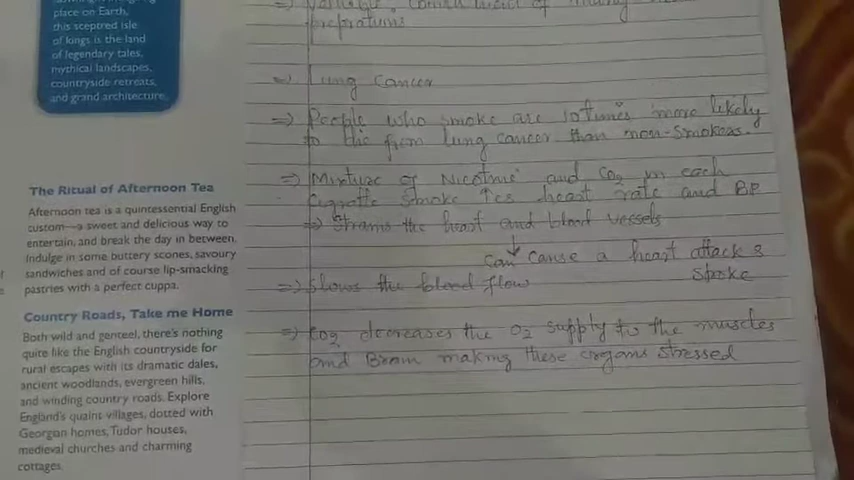 place on Earth,
this sceptred isle
of kings is the land
of legendary tales,
mythical landscapes,
countryside retreats,
and grand architecture.
The Ritual of Afternoon Tea
Afternoon tea is a quintessential English
custom—a sweet and delicious way to
entertain, and break the day in between.
Indulge in some buttery scones, savoury
sandwiches and of course lip-smacking
pastries with a perfect cuppa.
Country Roads, Take me Home
Both wild and genteel, there's nothing
quite like the English countryside for
rural escapes with its dramatic dales,
ancient woodlands, evergreen hills,
and winding country roads. Explore
England's quaint villages, dotted with
Georgian homes, Tudor houses,
medieval churches and charming
cottages.
preparations
⇒ Lung Cancer
⇒ People who smoke are 10times more likely
to die from lung cancer than non-smokers.
⇒ Mixture of Nicotine and CO2 in each
Cigrette smoke ↑es heart rate and BP
⇒ Strains the heart and blood vessels
↓
Can cause a heart attack &
Stroke
⇒ Slows the blood flow
⇒ CO2 decreases the O2 supply to the muscles
and Brain making these organs stressed